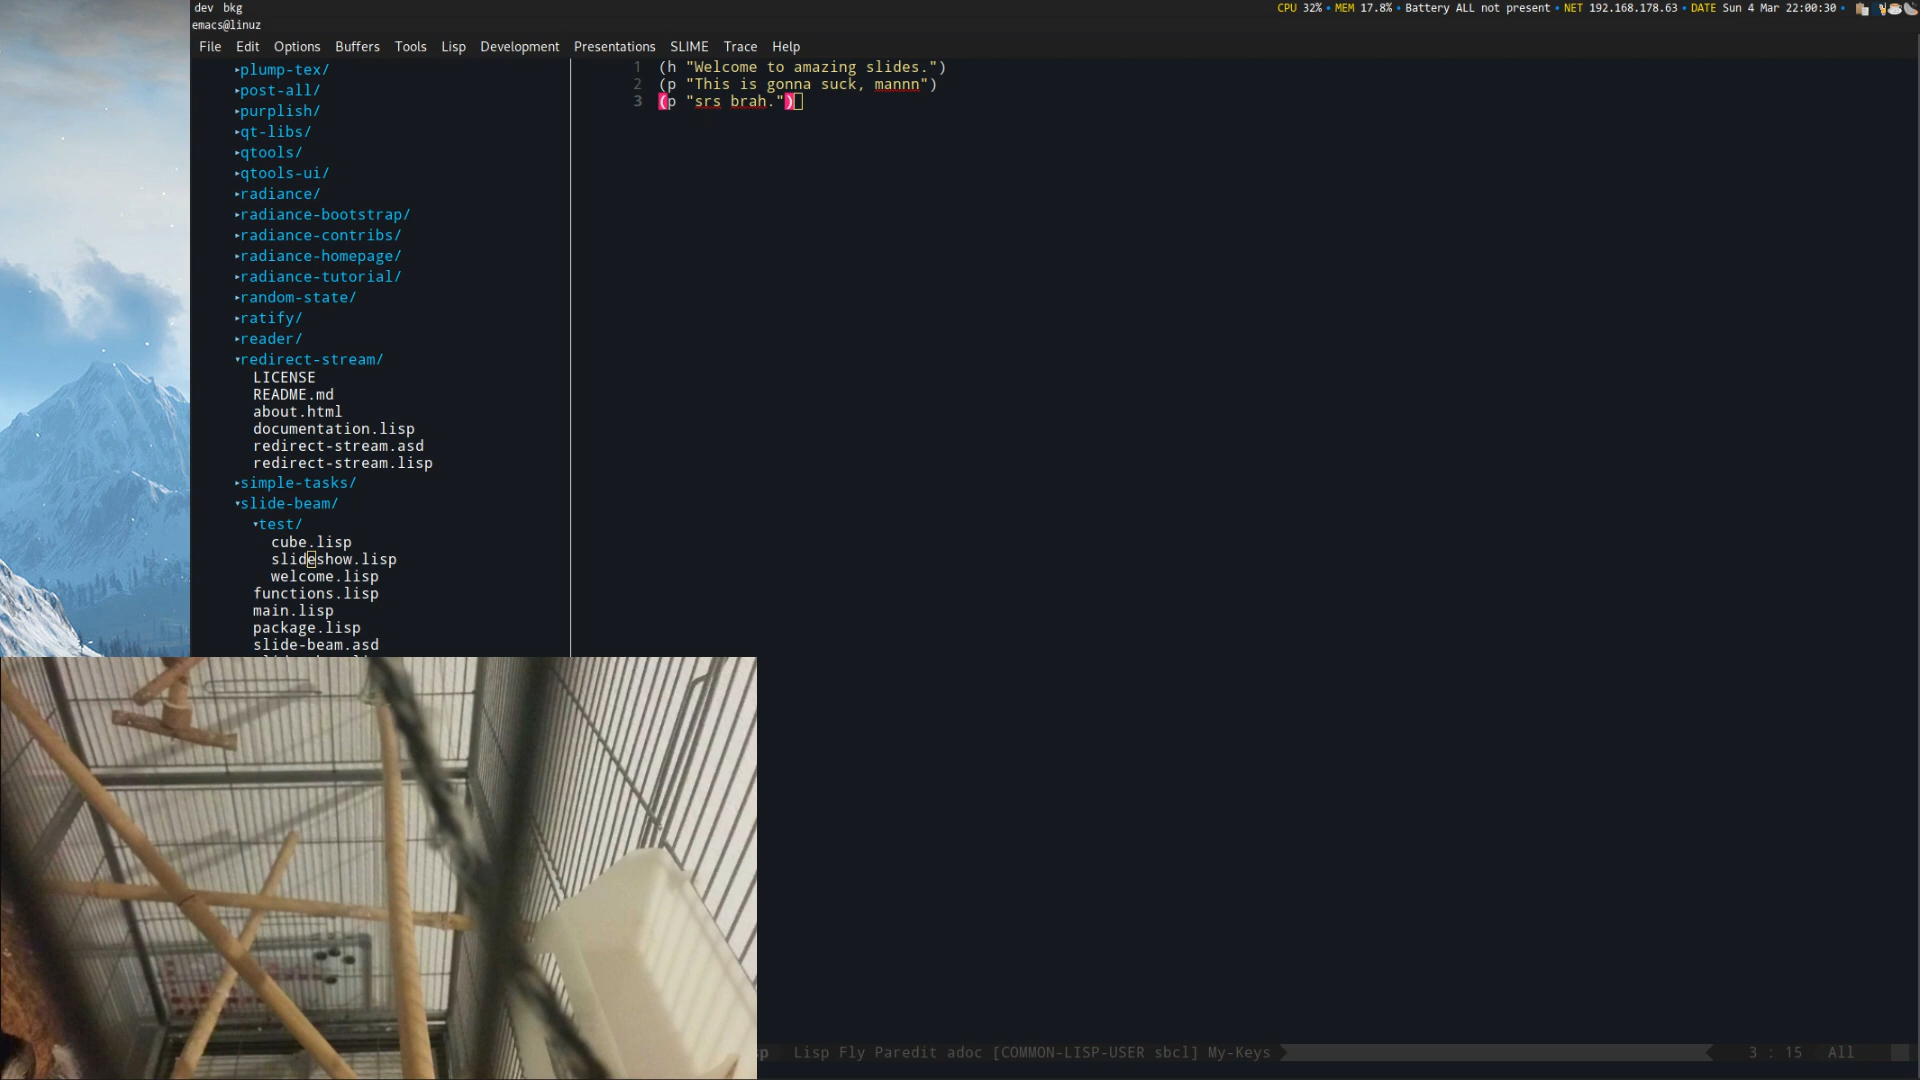 dev bkg
CPU 32% • MEM 17.8% • Battery ALL not present • NET 192.168.178.63 • DATE Sun 4 Mar 22:00:30 •
emacs@linuz
File Edit Options Buffers Tools Lisp Development Presentations SLIME Trace Help
▸plump-tex/
▸post-all/
▸purplish/
▸qt-libs/
▸qtools/
▸qtools-ui/
▸radiance/
▸radiance-bootstrap/
▸radiance-contribs/
▸radiance-homepage/
▸radiance-tutorial/
▸random-state/
▸ratify/
▸reader/
▾redirect-stream/
LICENSE
README.md
about.html
documentation.lisp
redirect-stream.asd
redirect-stream.lisp
▸simple-tasks/
▾slide-beam/
▾test/
cube.lisp
slideshow.lisp
welcome.lisp
functions.lisp
main.lisp
package.lisp
slide-beam.asd
1 (h "Welcome to amazing slides.")
2 (p "This is gonna suck, mannn")
3 (p "srs brah.")
Lisp Fly Paredit adoc [COMMON-LISP-USER sbcl] My-Keys
3 : 15 All